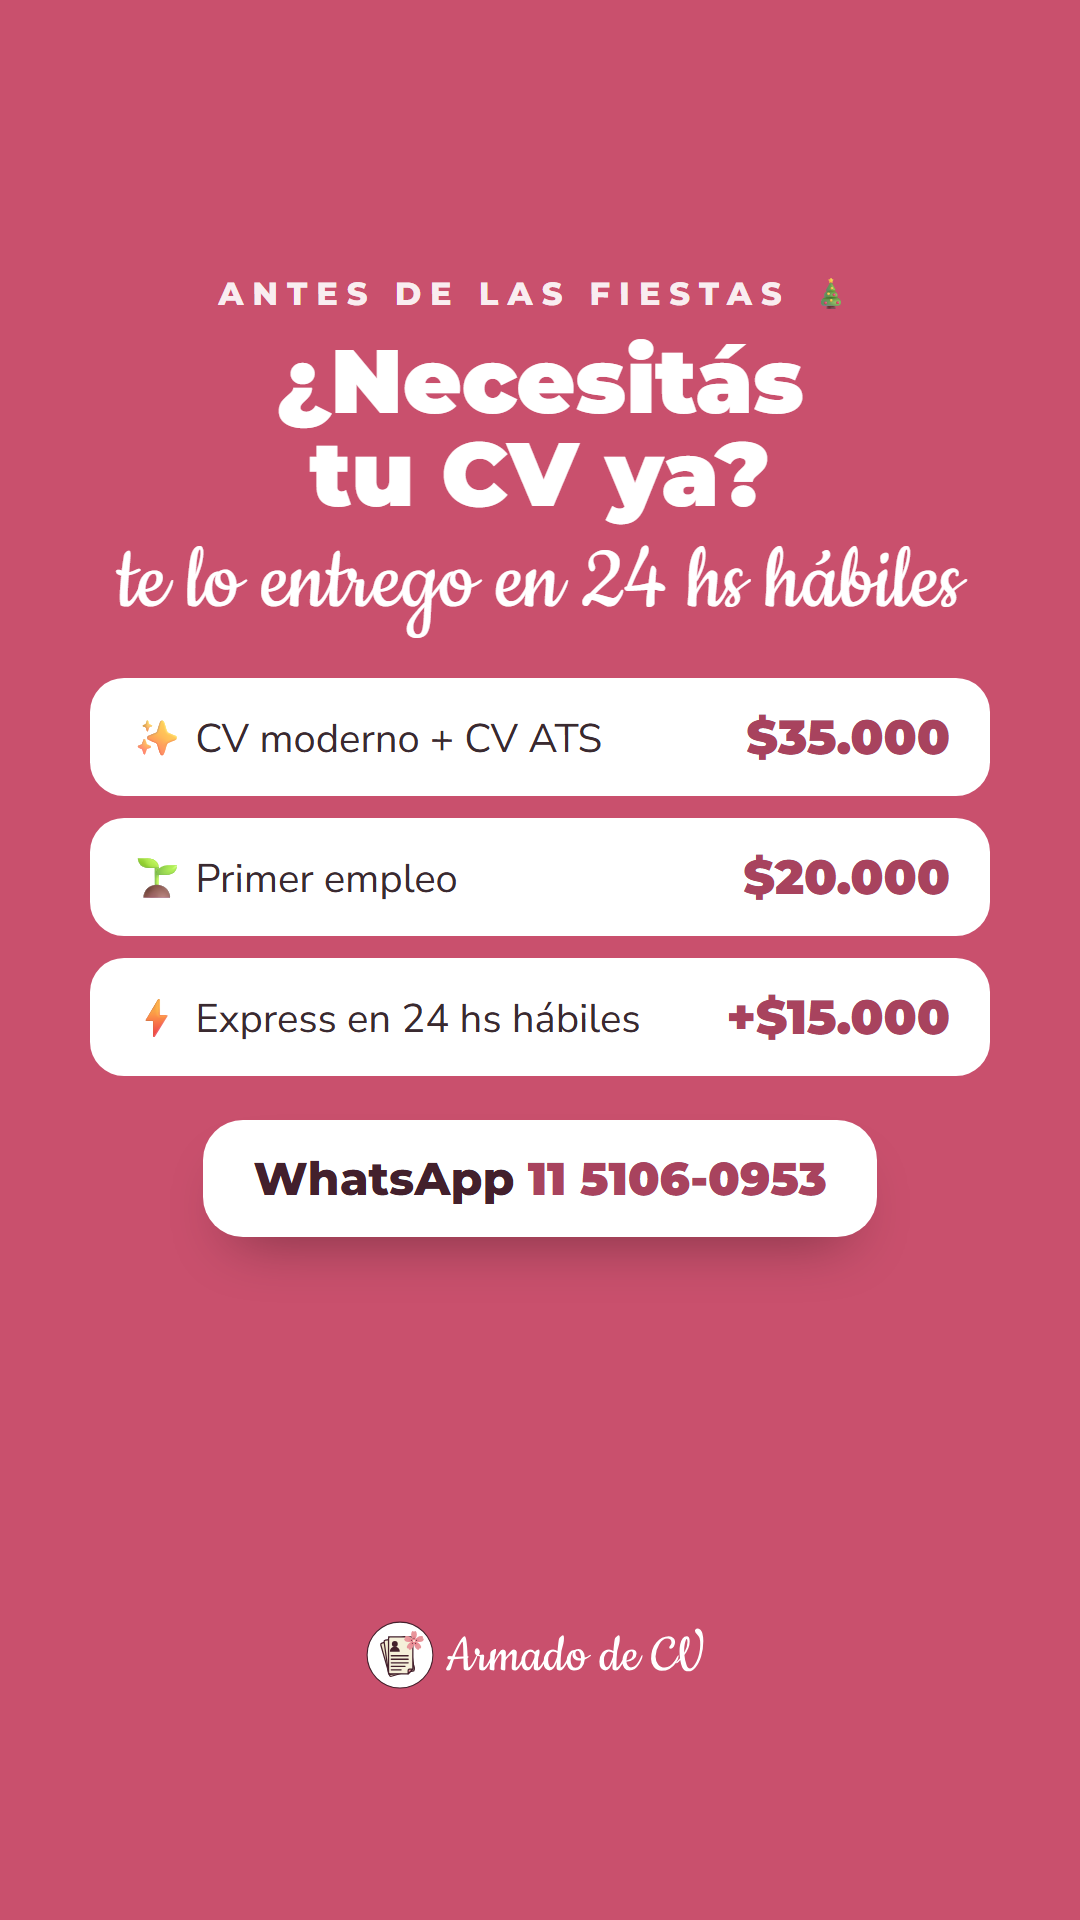 ANTES DE LAS FIESTAS 🎄
¿Necesitás
tu CV ya?
te lo entrego en 24 hs hábiles
✨ CV moderno + CV ATS $35.000
🌱 Primer empleo $20.000
⚡ Express en 24 hs hábiles +$15.000
WhatsApp 11 5106-0953
Armado de CV